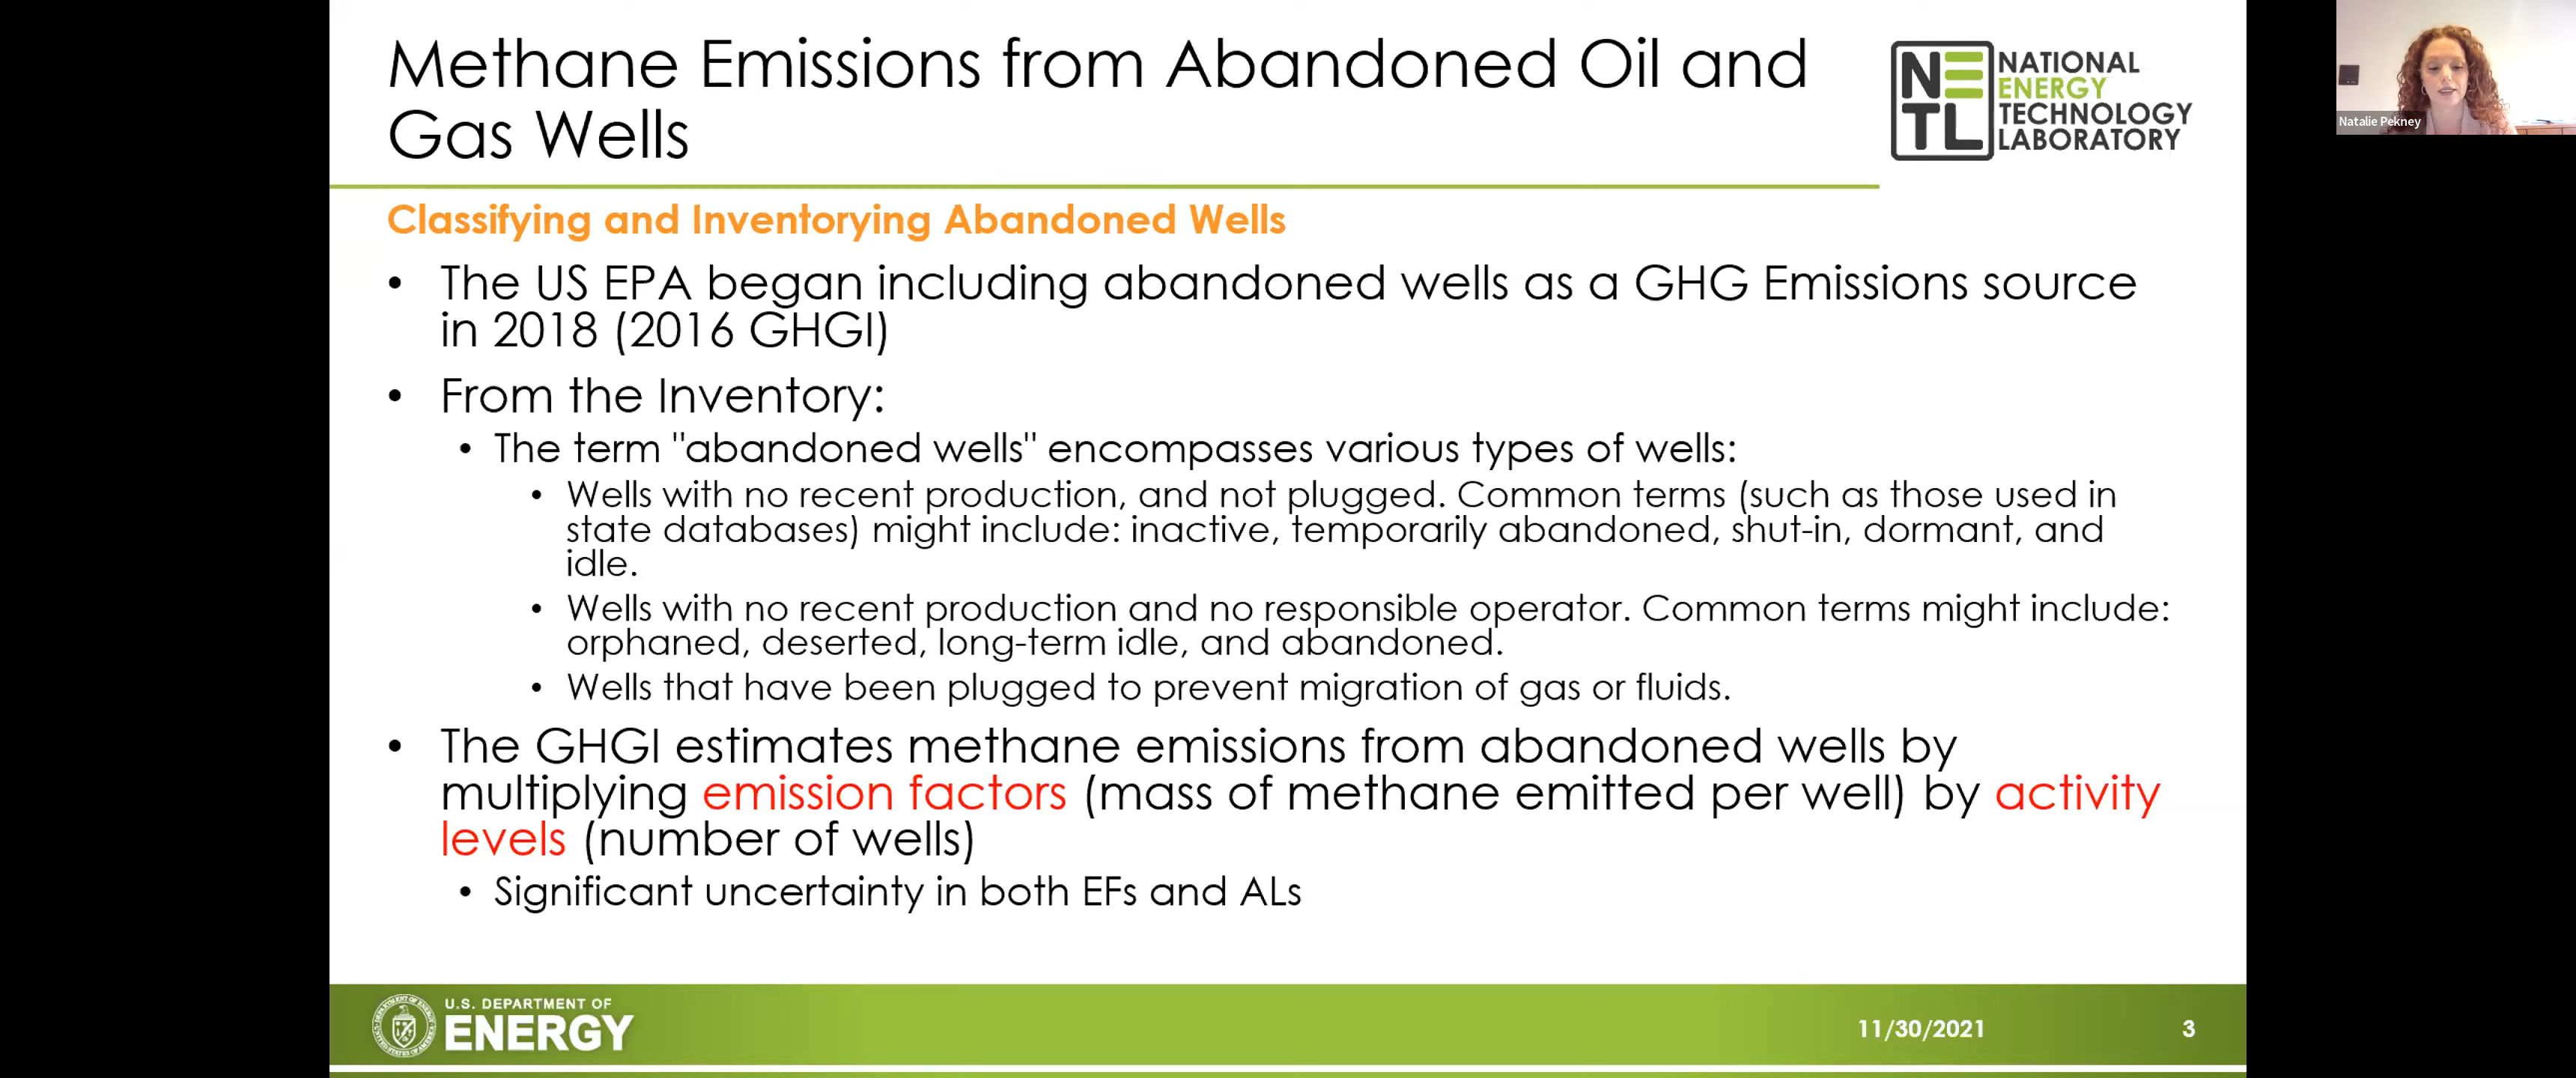 Methane Emissions from Abandoned Oil and
Gas Wells
NETL
NATIONAL
ENERGY
TECHNOLOGY
LABORATORY
Natalie Pekney
Classifying and Inventorying Abandoned Wells
• The US EPA began including abandoned wells as a GHG Emissions source
in 2018 (2016 GHGI)
• From the Inventory:
• The term "abandoned wells" encompasses various types of wells:
• Wells with no recent production, and not plugged. Common terms (such as those used in
state databases) might include: inactive, temporarily abandoned, shut-in, dormant, and
idle.
• Wells with no recent production and no responsible operator. Common terms might include:
orphaned, deserted, long-term idle, and abandoned.
• Wells that have been plugged to prevent migration of gas or fluids.
• The GHGI estimates methane emissions from abandoned wells by
multiplying emission factors (mass of methane emitted per well) by activity
levels (number of wells)
• Significant uncertainty in both EFs and ALs
U.S. DEPARTMENT OF
ENERGY
11/30/2021
3